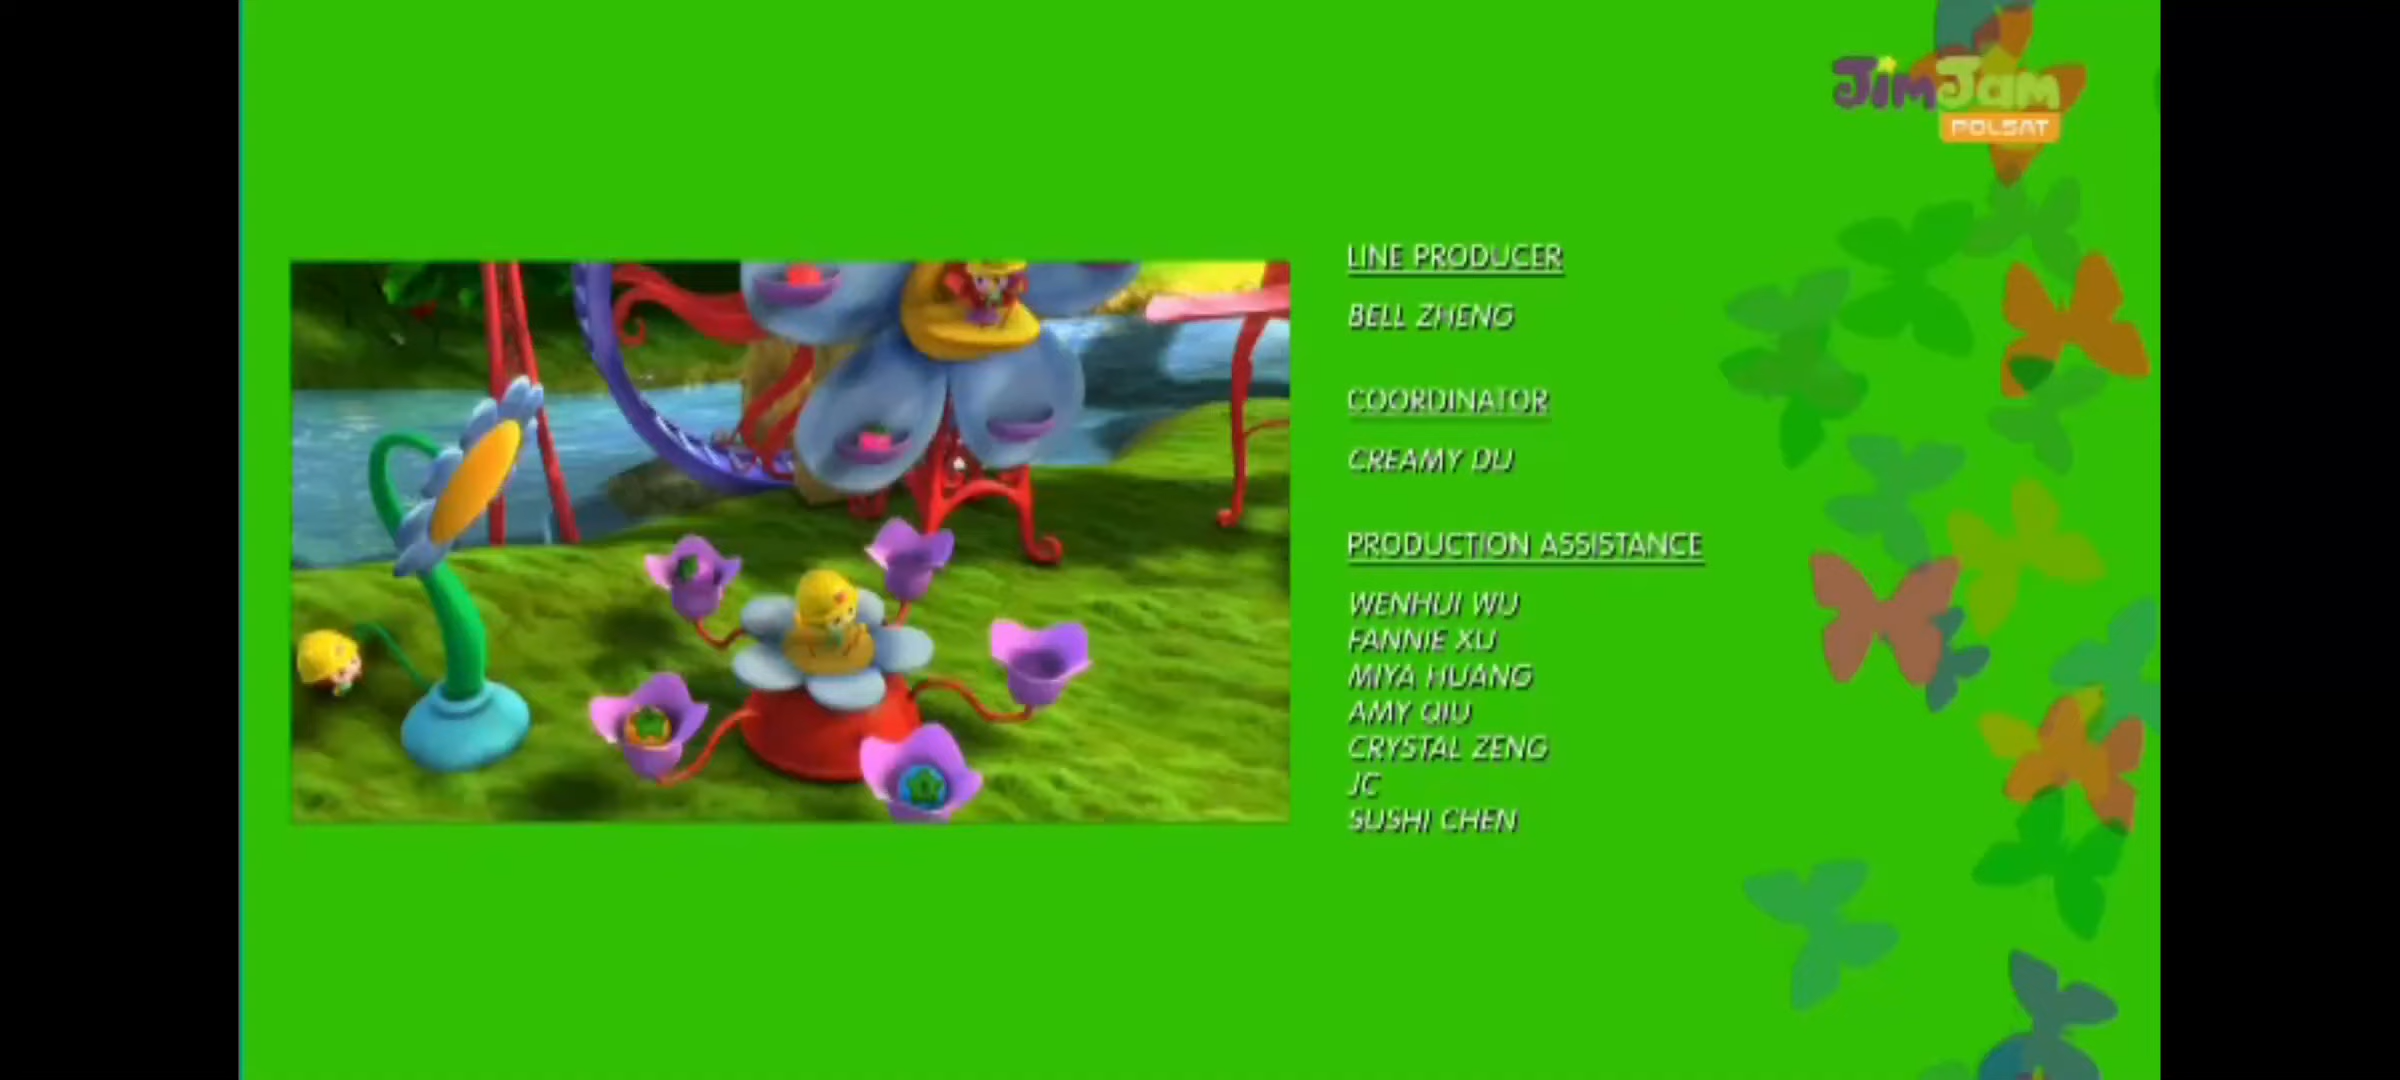 JimJam
POLSAT
LINE PRODUCER
BELL ZHENG
COORDINATOR
CREAMY DU
PRODUCTION ASSISTANCE
WENHUI WU
FANNIE XU
MIYA HUANG
AMY QIU
CRYSTAL ZENG
JC
SUSHI CHEN